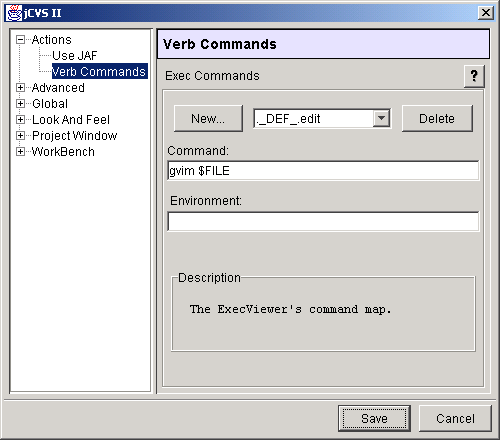 jCVS II
Actions
Use JAF
Verb Commands
Advanced
Global
Look And Feel
Project Window
WorkBench
Verb Commands
Exec Commands
?
New...
._DEF_.edit
Delete
Command:
gvim $FILE
Environment:
Description
The ExecViewer's command map.
Save
Cancel